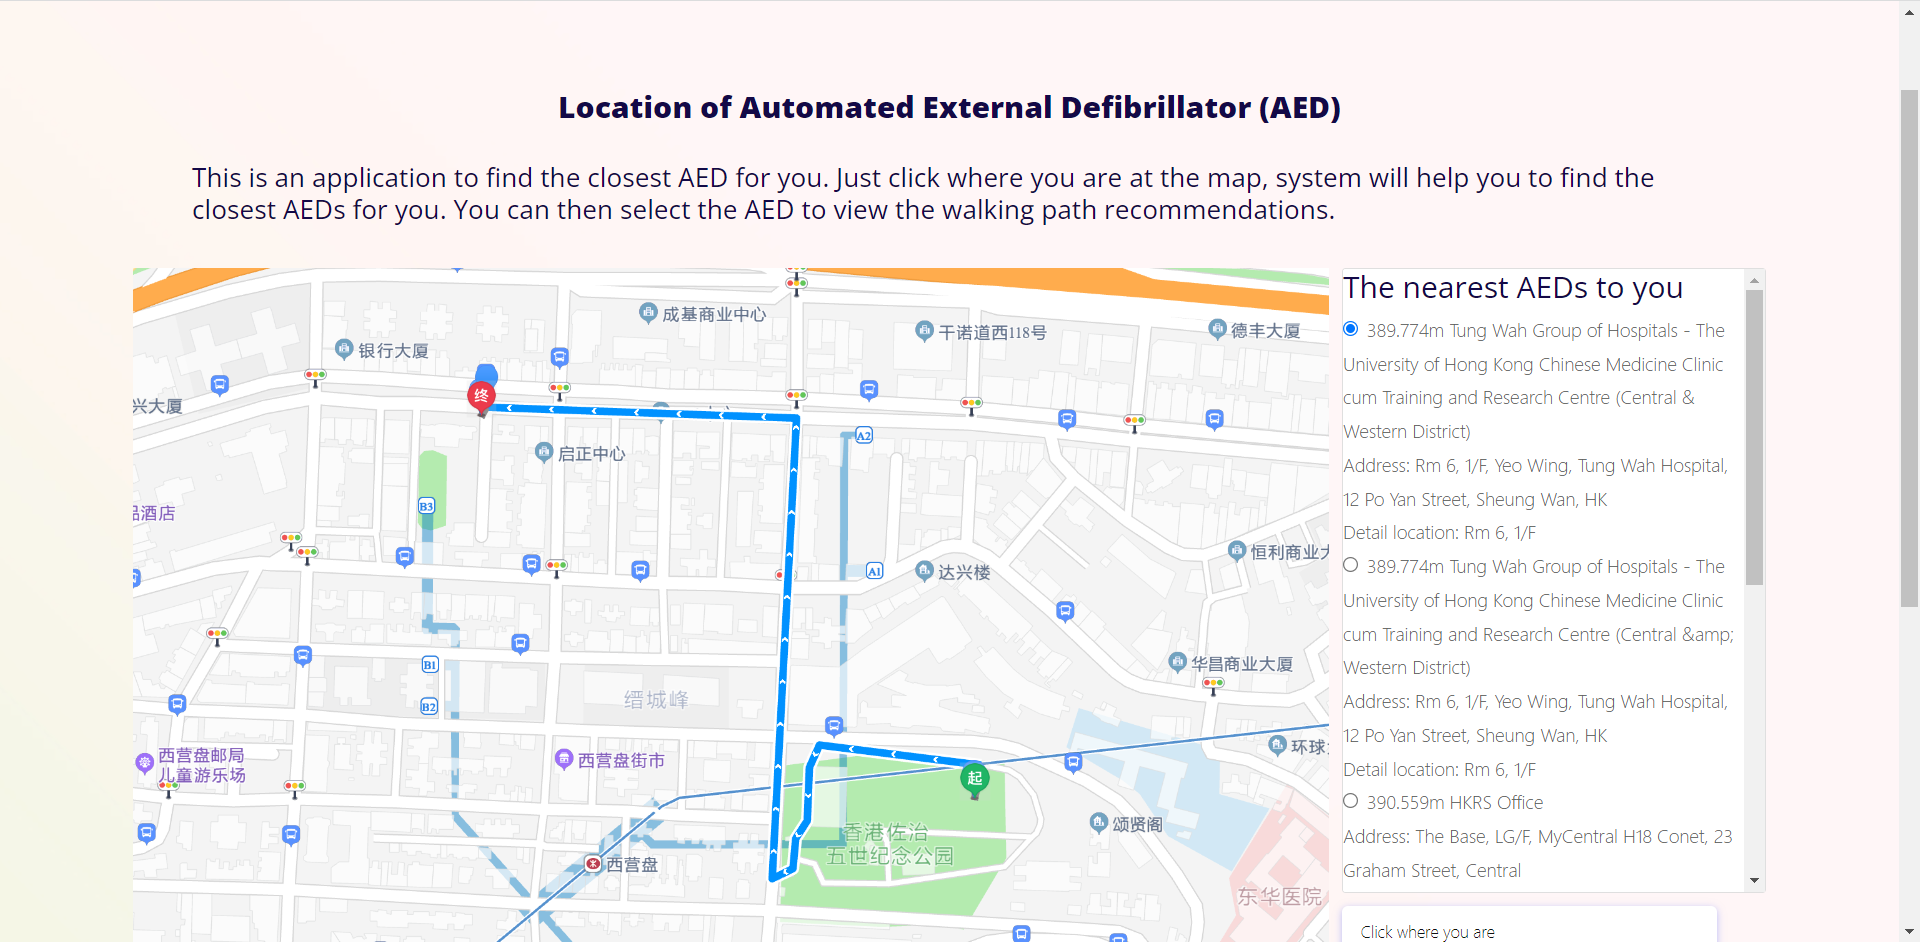 Location of Automated External Defibrillator (AED)
This is an application to find the closest AED for you. Just click where you are at the map, system will help you to find the
closest AEDs for you. You can then select the AED to view the walking path recommendations.
成基商业中心
干诺道西118号
德丰大厦
银行大厦
终
兴大厦
A2
启正中心
B3
品酒店
A1
达兴楼
恒利商业大
B1
华昌商业大厦
缙城峰
B2
西营盘邮局
儿童游乐场
西营盘街市
环球
起
香港佐治
五世纪念公园
颂贤阁
西营盘
东华医院
The nearest AEDs to you
389.774m Tung Wah Group of Hospitals - The
University of Hong Kong Chinese Medicine Clinic
cum Training and Research Centre (Central &
Western District)
Address: Rm 6, 1/F, Yeo Wing, Tung Wah Hospital,
12 Po Yan Street, Sheung Wan, HK
Detail location: Rm 6, 1/F
389.774m Tung Wah Group of Hospitals - The
University of Hong Kong Chinese Medicine Clinic
cum Training and Research Centre (Central &amp;
Western District)
Address: Rm 6, 1/F, Yeo Wing, Tung Wah Hospital,
12 Po Yan Street, Sheung Wan, HK
Detail location: Rm 6, 1/F
390.559m HKRS Office
Address: The Base, LG/F, MyCentral H18 Conet, 23
Graham Street, Central
Click where you are